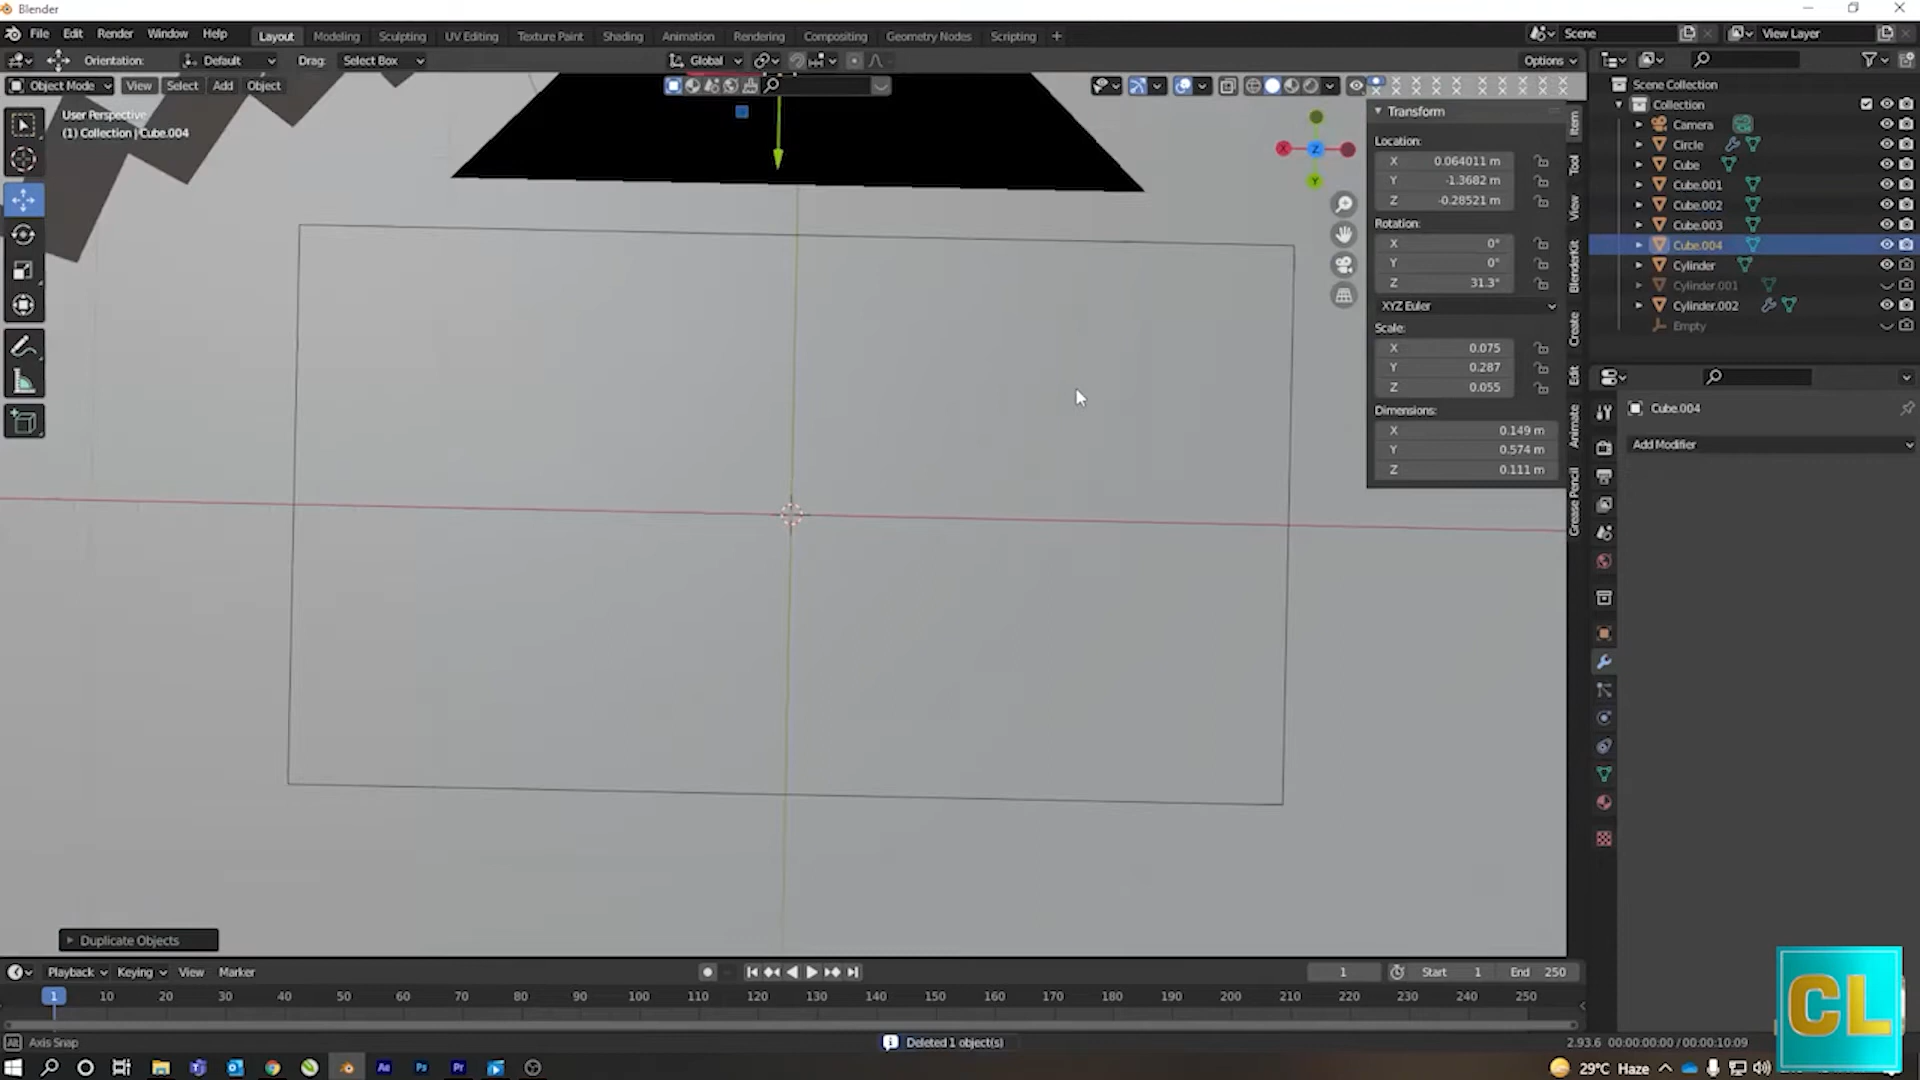 Blender
File Edit Render Window Help Layout Modeling Sculpting UV Editing Texture Paint Shading Animation Rendering Compositing Geometry Nodes Scripting + Scene View Layer
Orientation: Default Drag: Select Box Global Options
Object Mode View Select Add Object
User Perspective
(1) Collection | Cube.004
Transform
Location:
X 0.064011 m
Y -1.3682 m
Z -0.28521 m
Rotation:
X 0°
Y 0°
Z 31.3°
XYZ Euler
Scale:
X 0.075
Y 0.287
Z 0.055
Dimensions:
X 0.149 m
Y 0.574 m
Z 0.111 m
X Z Y
Item
Tool
View
BlenderKit
Create
Edit
Animate
Grease Pencil
Scene Collection
Collection
Camera
Circle
Cube
Cube.001
Cube.002
Cube.003
Cube.004
Cylinder
Cylinder.001
Cylinder.002
Empty
Cube.004
Add Modifier
Duplicate Objects
Playback Keying View Marker 1 Start 1 End 250
1 10 20 30 40 50 60 70 80 90 100 110 120 130 140 150 160 170 180 190 200 210 220 230 240 250
Alt Axis Snap Deleted 1 object(s) 2.93.6 00:00:00:00 / 00:00:10:09
Ae Ps Pr 29°C Haze
CL